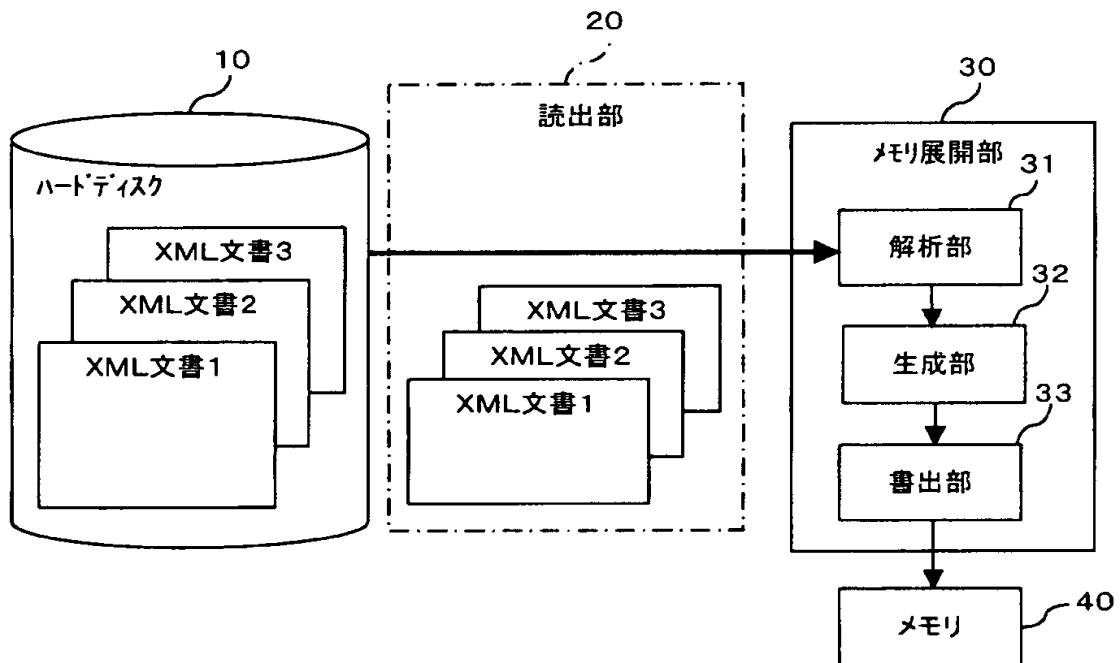 20
10
30
読出部
メモリ展開部
ハードディスク
31
XML文書3
解析部
XML文書2
32
XML文書3
XML文書1
XML文書2
生成部
XML文書1
33
書出部
メモリ
40